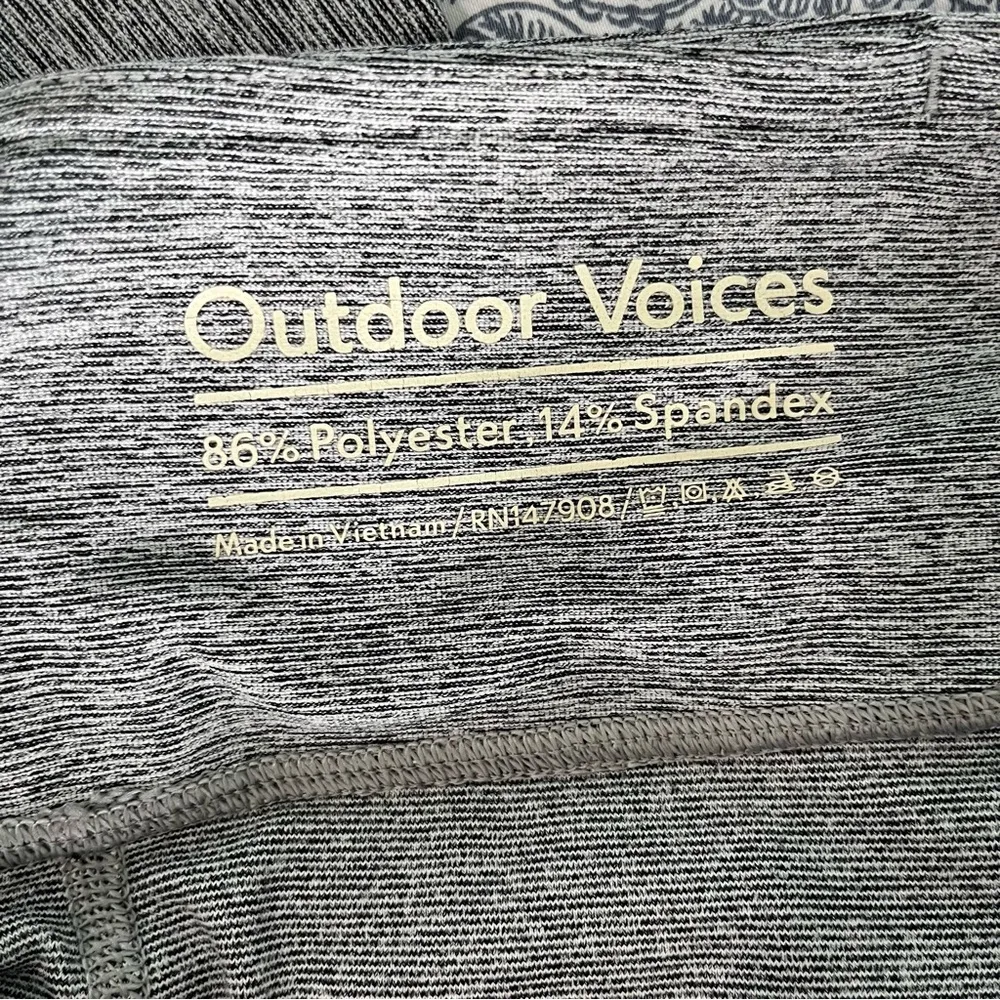 Outdoor Voices
86% Polyester, 14% Spandex
Made in Vietnam / RN147908 /